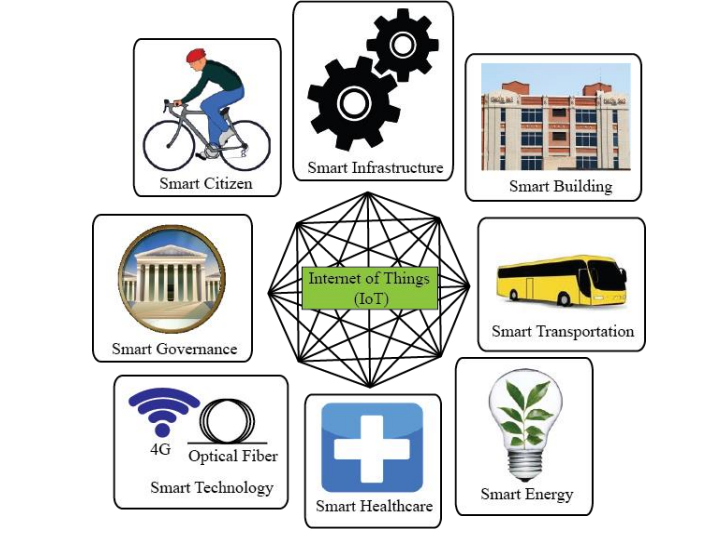 Smart Infrastructure
Smart Citizen
Smart Building
Internet of Things
(IoT)
Smart Governance
Smart Transportation
4G
Optical Fiber
Smart Technology
Smart Healthcare
Smart Energy